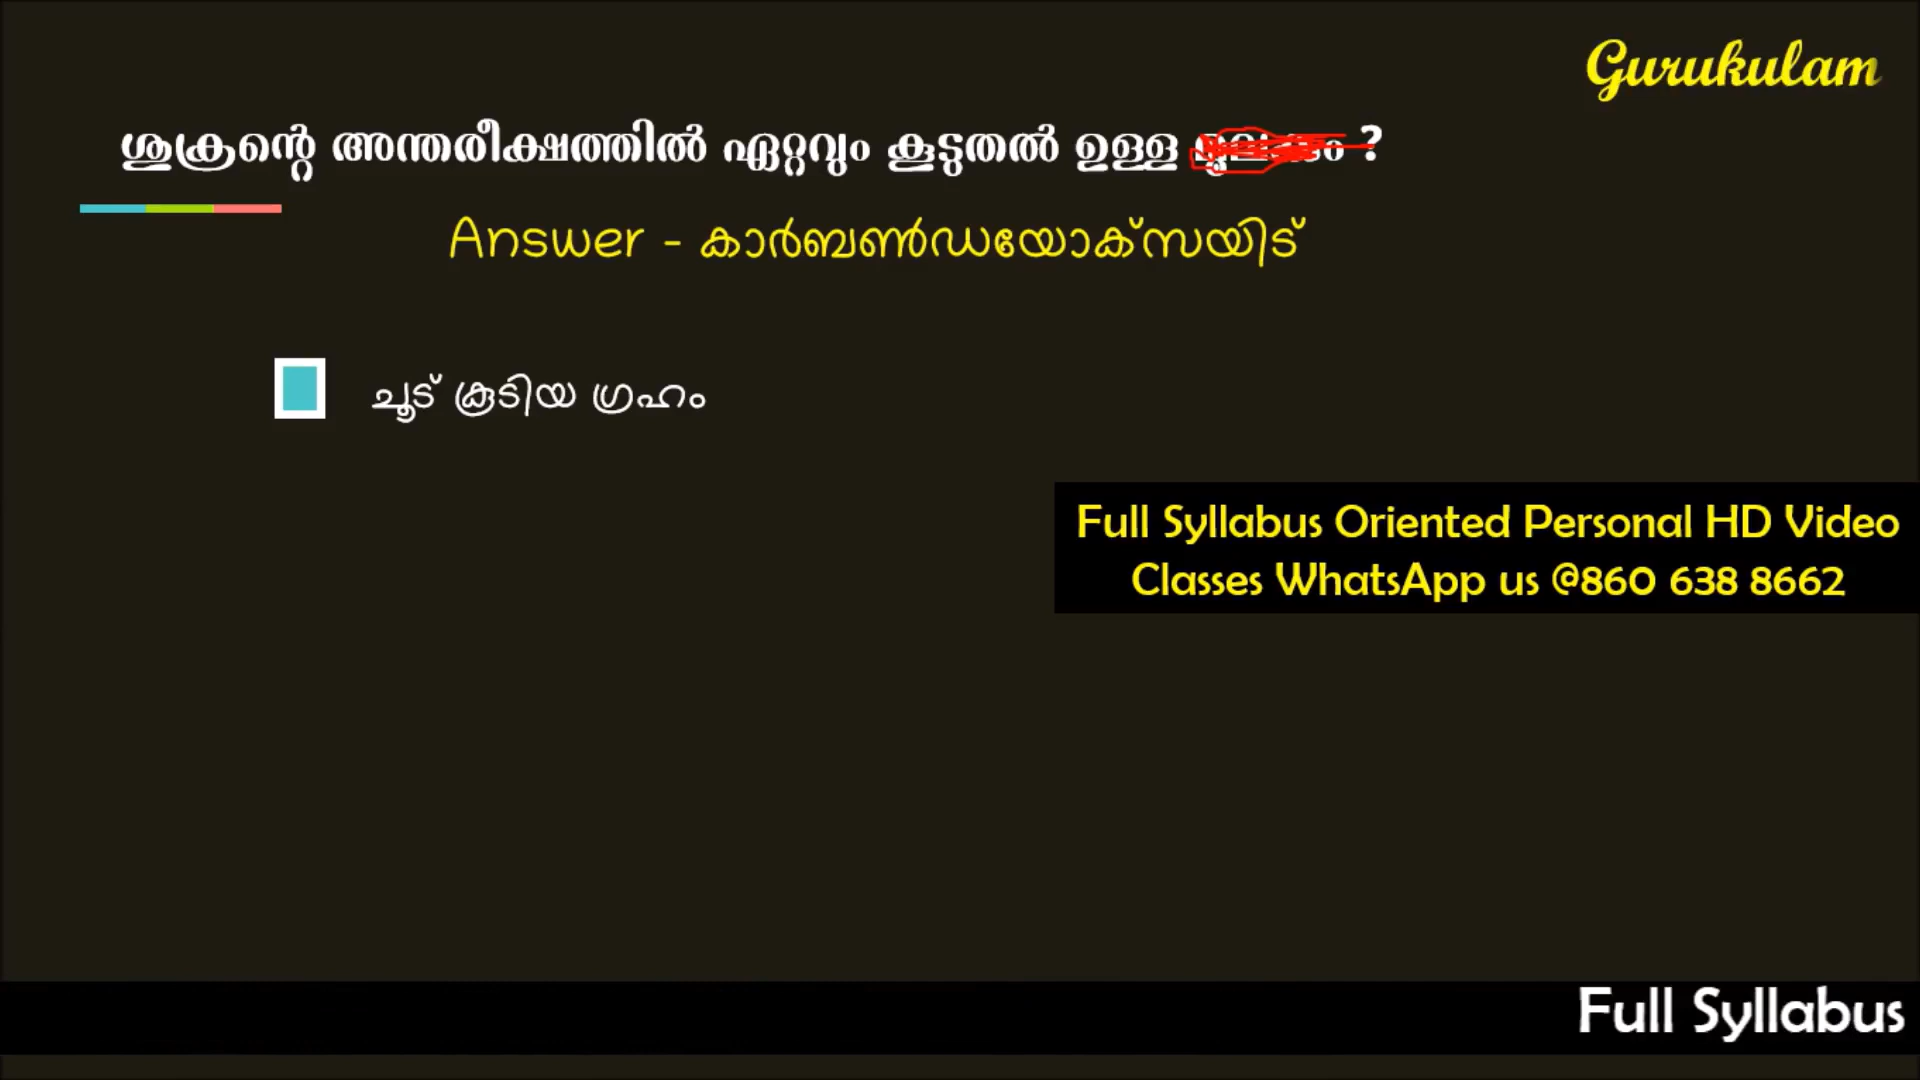 Gurukulam
ശുക്രന്റെ അന്തരീക്ഷത്തിൽ ഏറ്റവും കൂടുതൽ ഉള്ള ?
Answer - കാർബൺഡയോക്സയിട്
ചൂട് കൂടിയ ഗ്രഹം
Full Syllabus Oriented Personal HD Video
Classes WhatsApp us @860 638 8662
Full Syllabus